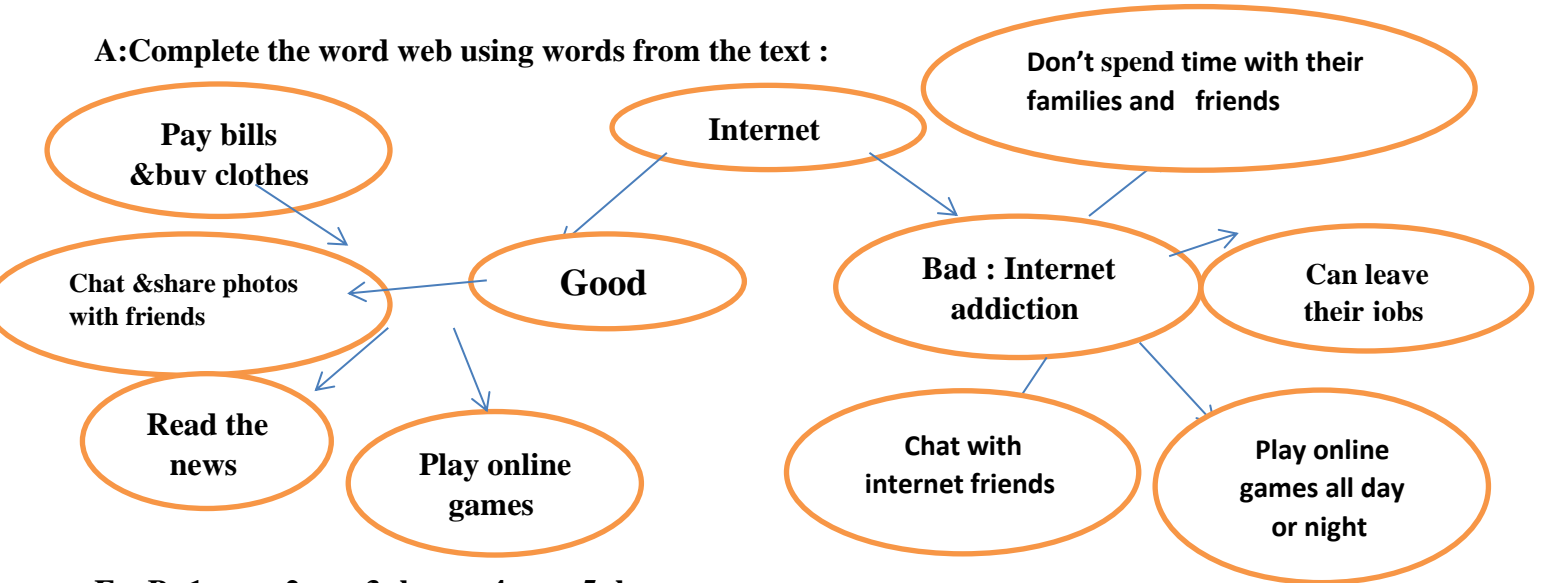 A:Complete the word web using words from the text :
Don't spend time with their
families and friends
Internet
Pay bills
&buy clothes
Good
Bad : Internet
addiction
Can leave
their jobs
Chat &share photos
with friends
Read the
news
Play online
games
Chat with
internet friends
Play online
games all day
or night